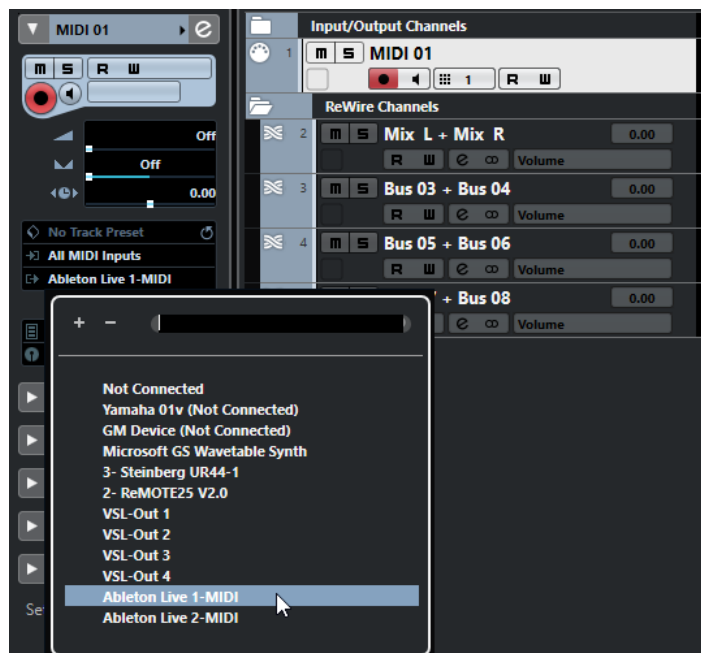 MIDI 01
m S R W
Off
Off
0.00
No Track Preset
All MIDI Inputs
Ableton Live 1-MIDI
Input/Output Channels
1 m S MIDI 01
1 R W
ReWire Channels
2 m S Mix L + Mix R 0.00
R W e Volume
3 m S Bus 03 + Bus 04 0.00
R W e Volume
4 m S Bus 05 + Bus 06 0.00
R W e Volume
+ Bus 08 0.00
e Volume
+ −
Not Connected
Yamaha 01v (Not Connected)
GM Device (Not Connected)
Microsoft GS Wavetable Synth
3- Steinberg UR44-1
2- ReMOTE25 V2.0
VSL-Out 1
VSL-Out 2
VSL-Out 3
VSL-Out 4
Ableton Live 1-MIDI
Ableton Live 2-MIDI